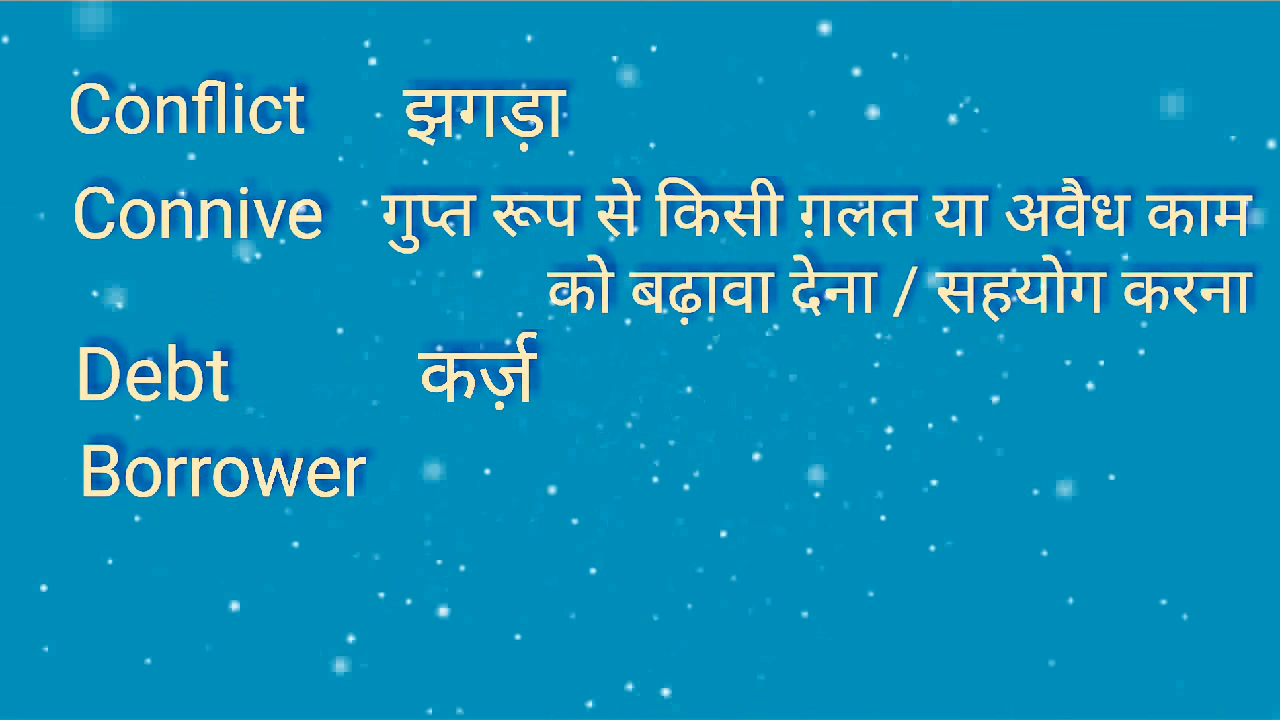 Conflict झगड़ा
Connive गुप्त रूप से किसी ग़लत या अवैध काम
को बढ़ावा देना / सहयोग करना
Debt कर्ज़
Borrower